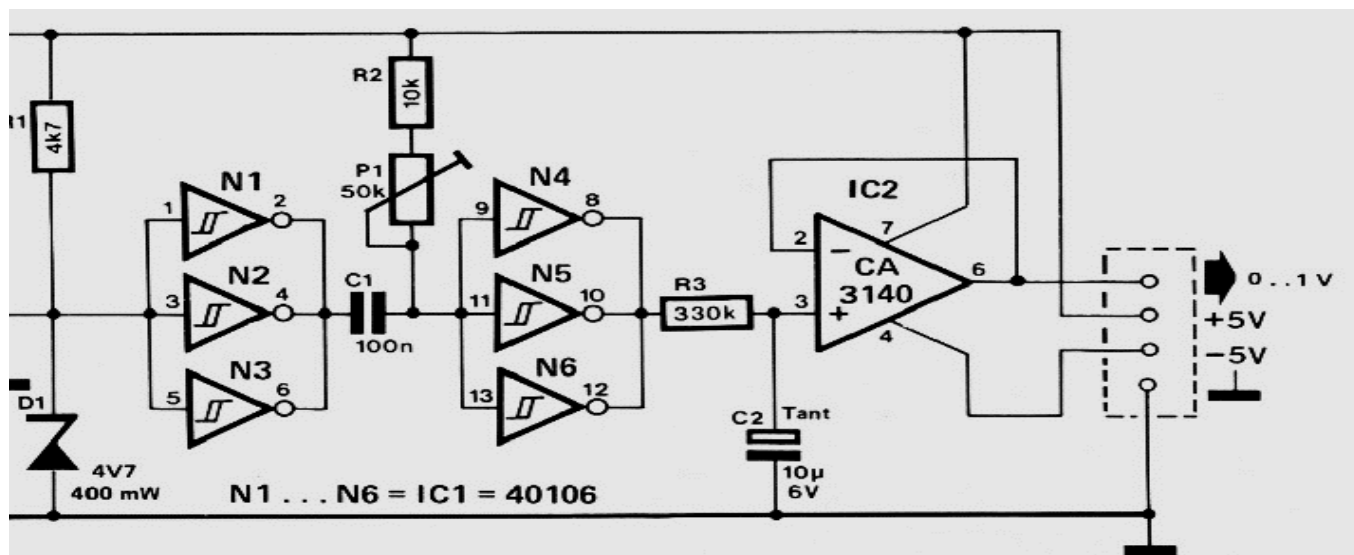 R2
10k
R1
4k7
P1
50k
N1
1
2
N2
3
4
N3
5
6
C1
100n
N4
9
8
N5
11
10
N6
13
12
R3
330k
IC2
2
−
7
CA
3140
6
3
+
4
0..1V
+5V
−5V
D1
4V7
400 mW
C2
Tant
10µ
6V
N1 . . . N6 = IC1 = 40106